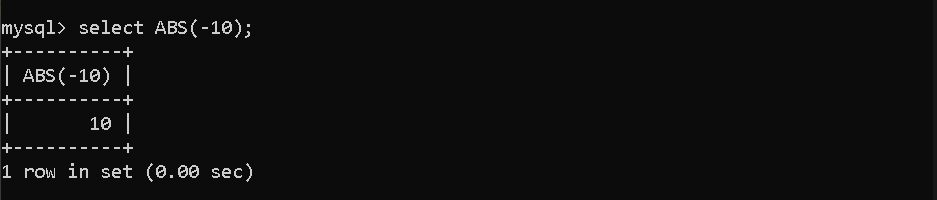 mysql> select ABS(-10);
+----------+
| ABS(-10) |
+----------+
|       10 |
+----------+
1 row in set (0.00 sec)